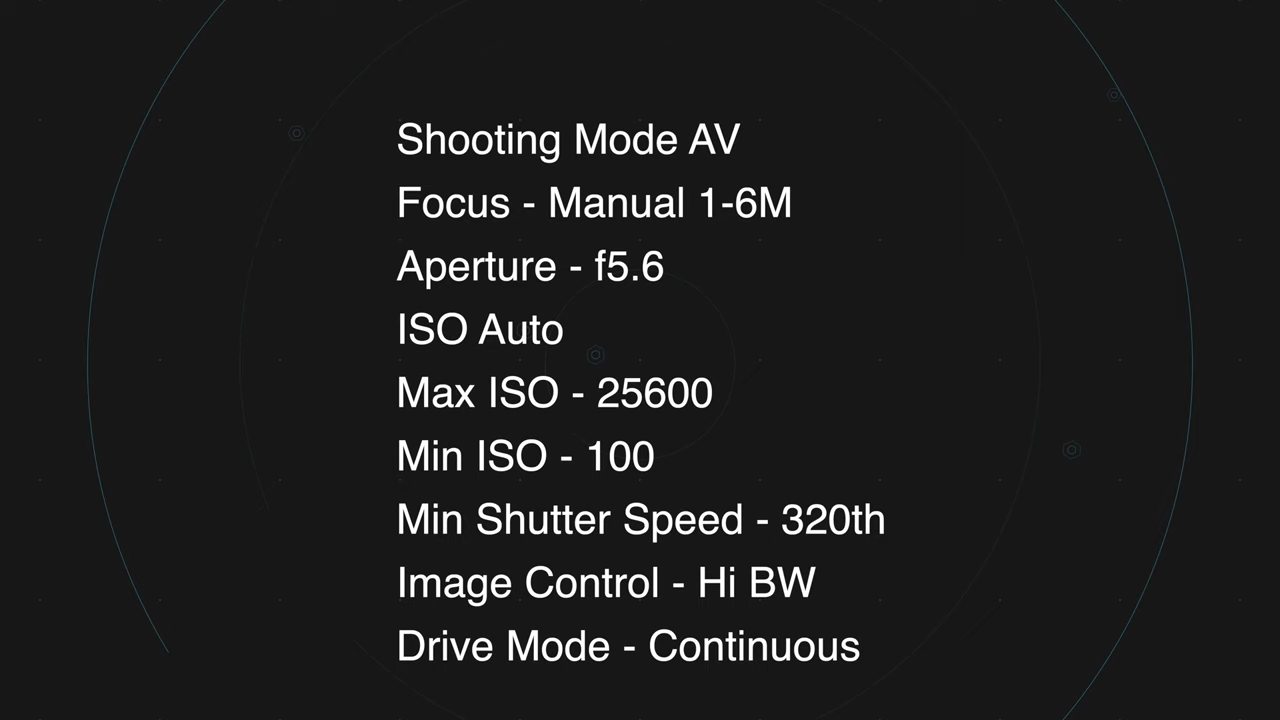 Shooting Mode AV
Focus - Manual 1-6M
Aperture - f5.6
ISO Auto
Max ISO - 25600
Min ISO - 100
Min Shutter Speed - 320th
Image Control - Hi BW
Drive Mode - Continuous